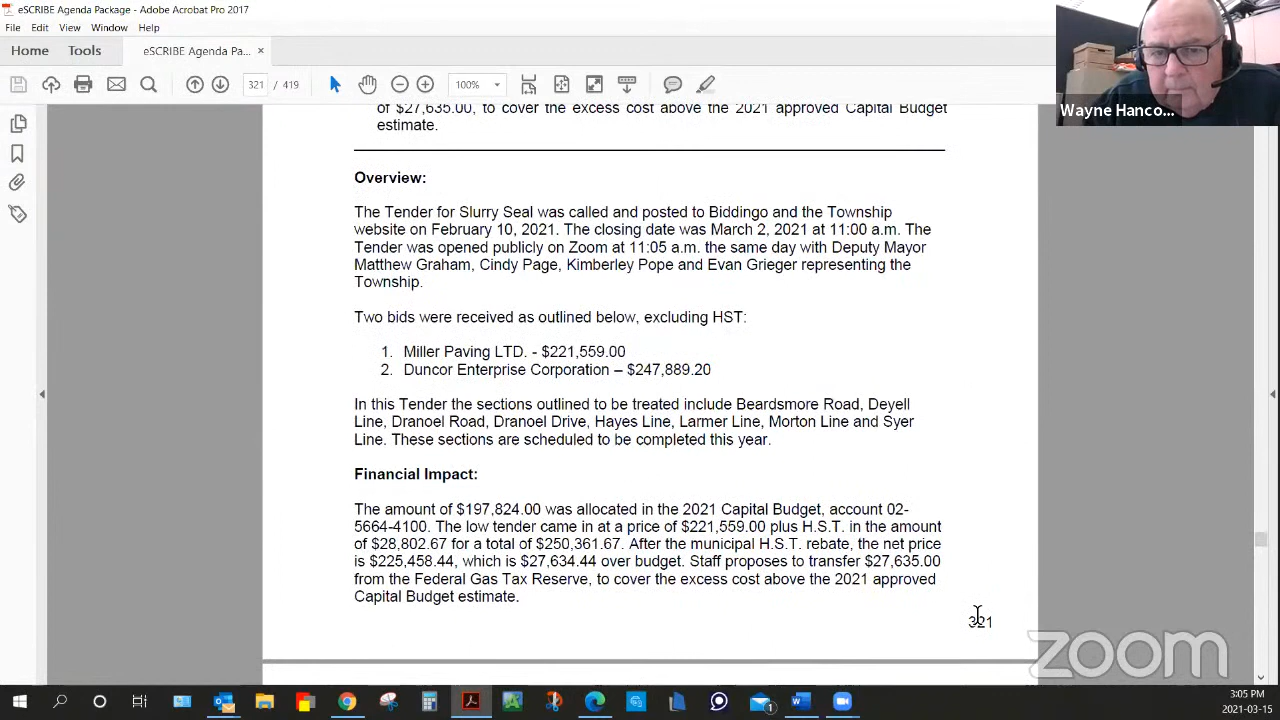 eSCRIBE Agenda Package - Adobe Acrobat Pro 2017
File Edit View Window Help
Home Tools eSCRIBE Agenda Pa... ×
321 / 419 100%
to cover the excess cost above the 2021 approved Capital Budget
estimate.
Overview:
The Tender for Slurry Seal was called and posted to Biddingo and the Township
website on February 10, 2021. The closing date was March 2, 2021 at 11:00 a.m. The
Tender was opened publicly on Zoom at 11:05 a.m. the same day with Deputy Mayor
Matthew Graham, Cindy Page, Kimberley Pope and Evan Grieger representing the
Township.
Two bids were received as outlined below, excluding HST:
1. Miller Paving LTD. - $221,559.00
2. Duncor Enterprise Corporation – $247,889.20
In this Tender the sections outlined to be treated include Beardsmore Road, Deyell
Line, Dranoel Road, Dranoel Drive, Hayes Line, Larmer Line, Morton Line and Syer
Line. These sections are scheduled to be completed this year.
Financial Impact:
The amount of $197,824.00 was allocated in the 2021 Capital Budget, account 02-
5664-4100. The low tender came in at a price of $221,559.00 plus H.S.T. in the amount
of $28,802.67 for a total of $250,361.67. After the municipal H.S.T. rebate, the net price
is $225,458.44, which is $27,634.44 over budget. Staff proposes to transfer $27,635.00
from the Federal Gas Tax Reserve, to cover the excess cost above the 2021 approved
Capital Budget estimate.
321
Wayne Hanco...
zoom
3:05 PM
2021-03-15